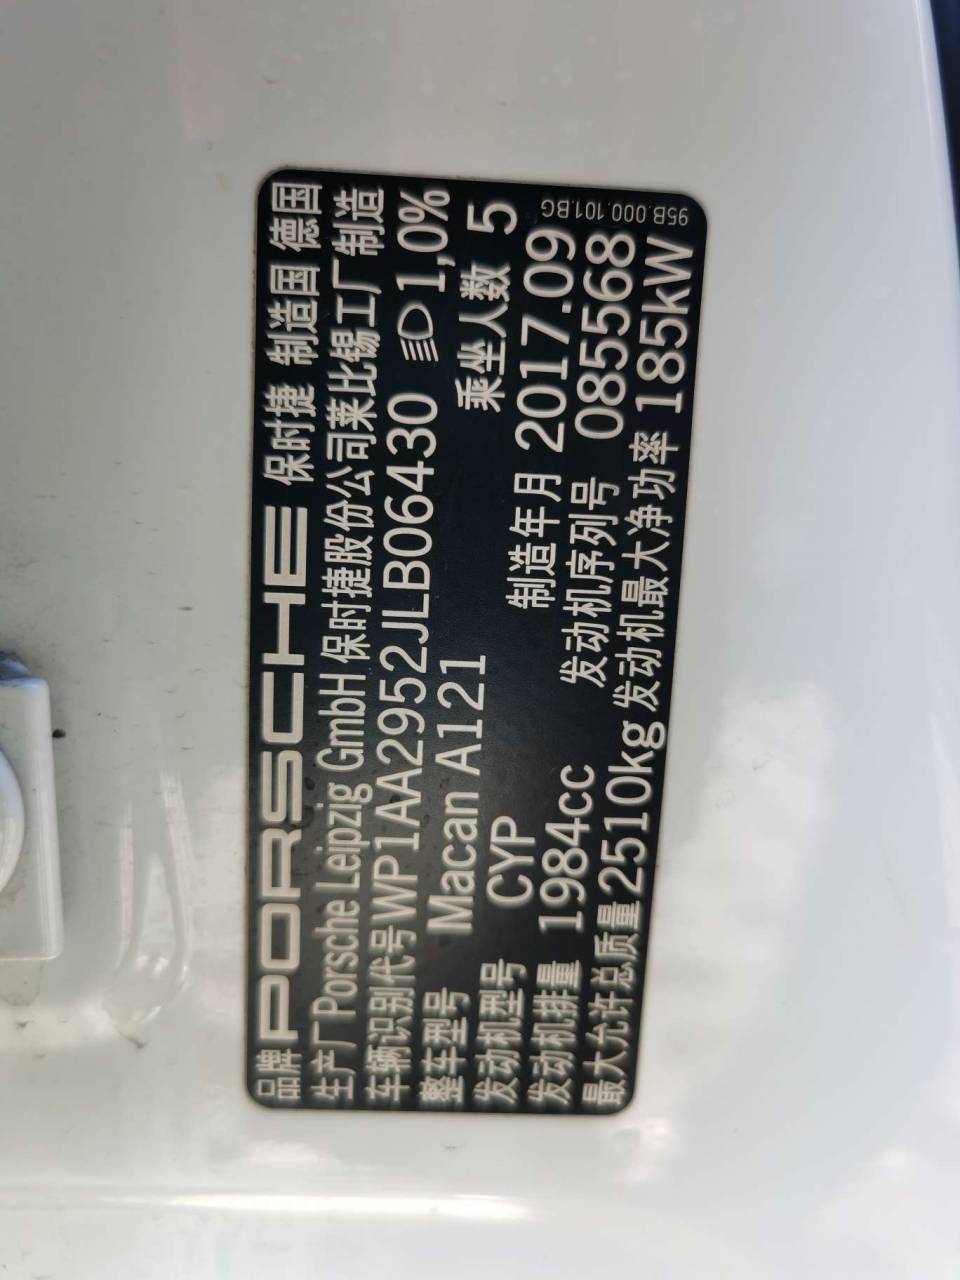 品牌 PORSCHE 保时捷 制造国 德国
生产厂 Porsche Leipzig GmbH 保时捷股份公司莱比锡工厂制造
车辆识别代号 WP1AA2952JLB06430 1,0%
整车型号 Macan A121 乘坐人数 5
发动机型号 CYP 制造年月 2017.09
发动机排量 1984cc 发动机序列号 085568
最大允许总质量 2510kg 发动机最大净功率 185kW
95B.000.101.BG